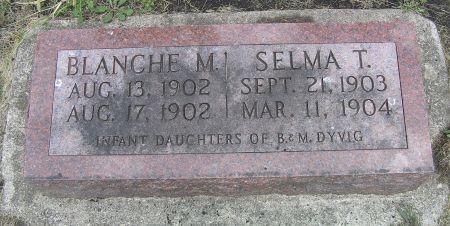 BLANCHE M.
AUG. 13, 1902
AUG. 17, 1902
SELMA T.
SEPT. 21, 1903
MAR. 11, 1904
INFANT DAUGHTERS OF B.&M. DYVIG